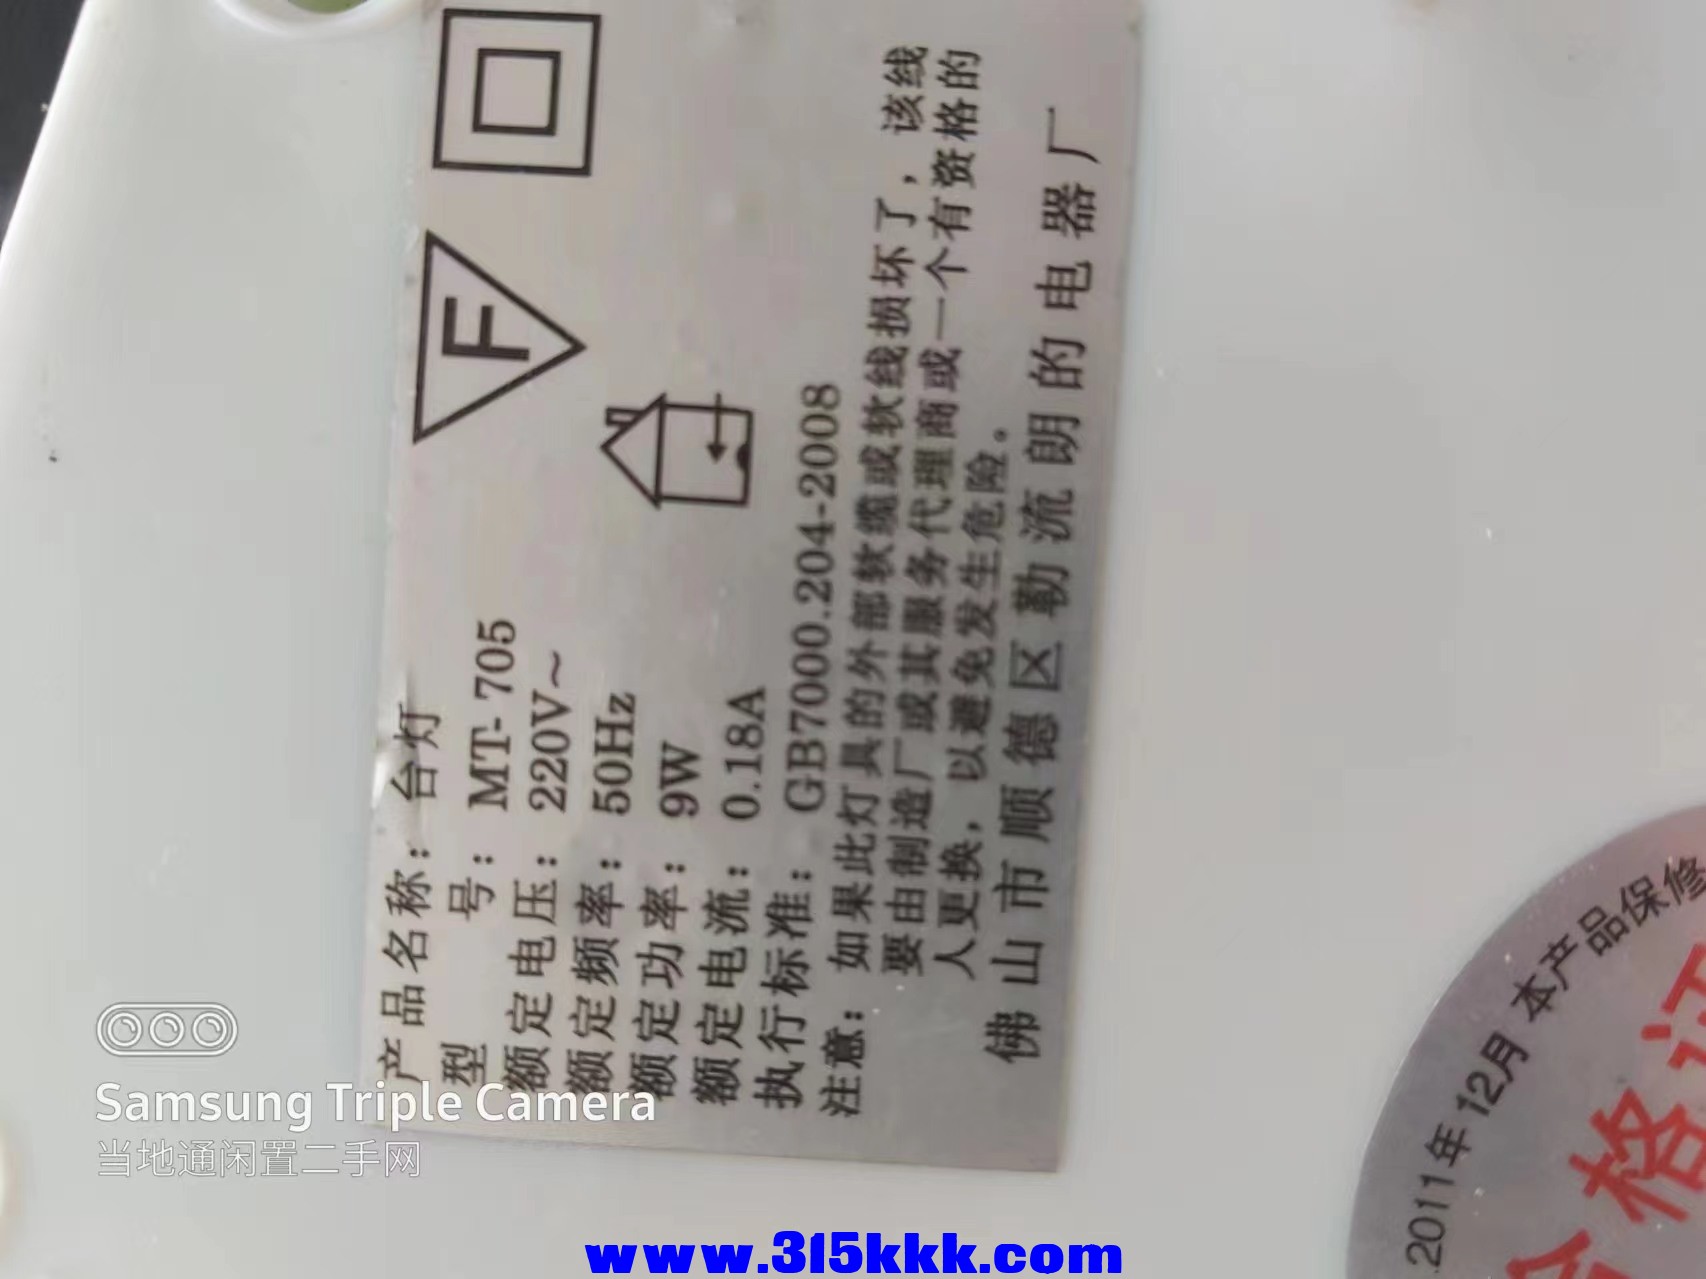 产品名称：台灯
型　　号：MT-705
额定电压：220V~
额定频率：50Hz
额定功率：9W
额定电流：0.18A
执行标准：GB7000.204-2008
注意：如果此灯具的外部软缆或软线损坏了，该线
要由制造厂或其服务代理商或一个有资格的
人更换，以避免发生危险。
佛山市顺德区勒流朗的电器厂
F
2011年12月 本产品保修
合格证
Samsung Triple Camera
当地通闲置二手网
www.315kkk.com